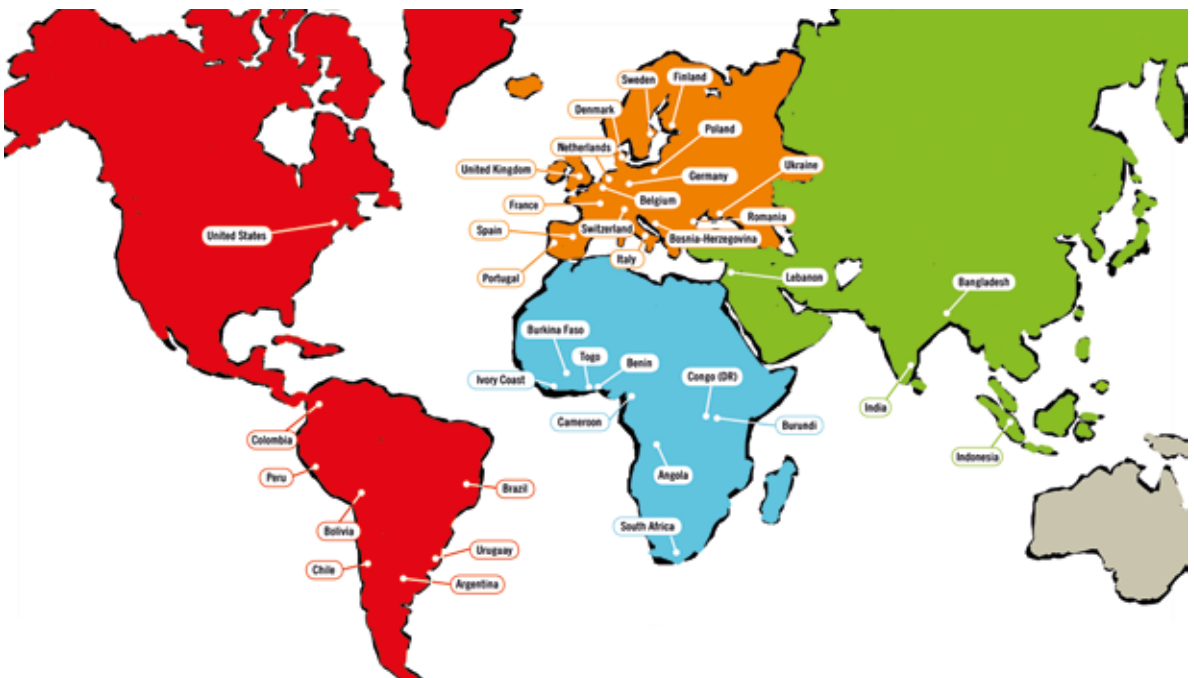 Sweden
Finland
Denmark
Poland
Netherlands
Ukraine
United Kingdom
Germany
Belgium
France
Romania
Spain
Switzerland
Bosnia-Herzegovina
United States
Italy
Portugal
Lebanon
Bangladesh
Burkina Faso
Togo
Benin
Ivory Coast
Congo (DR)
India
Cameroon
Burundi
Colombia
Indonesia
Peru
Angola
Brazil
Bolivia
South Africa
Uruguay
Chile
Argentina